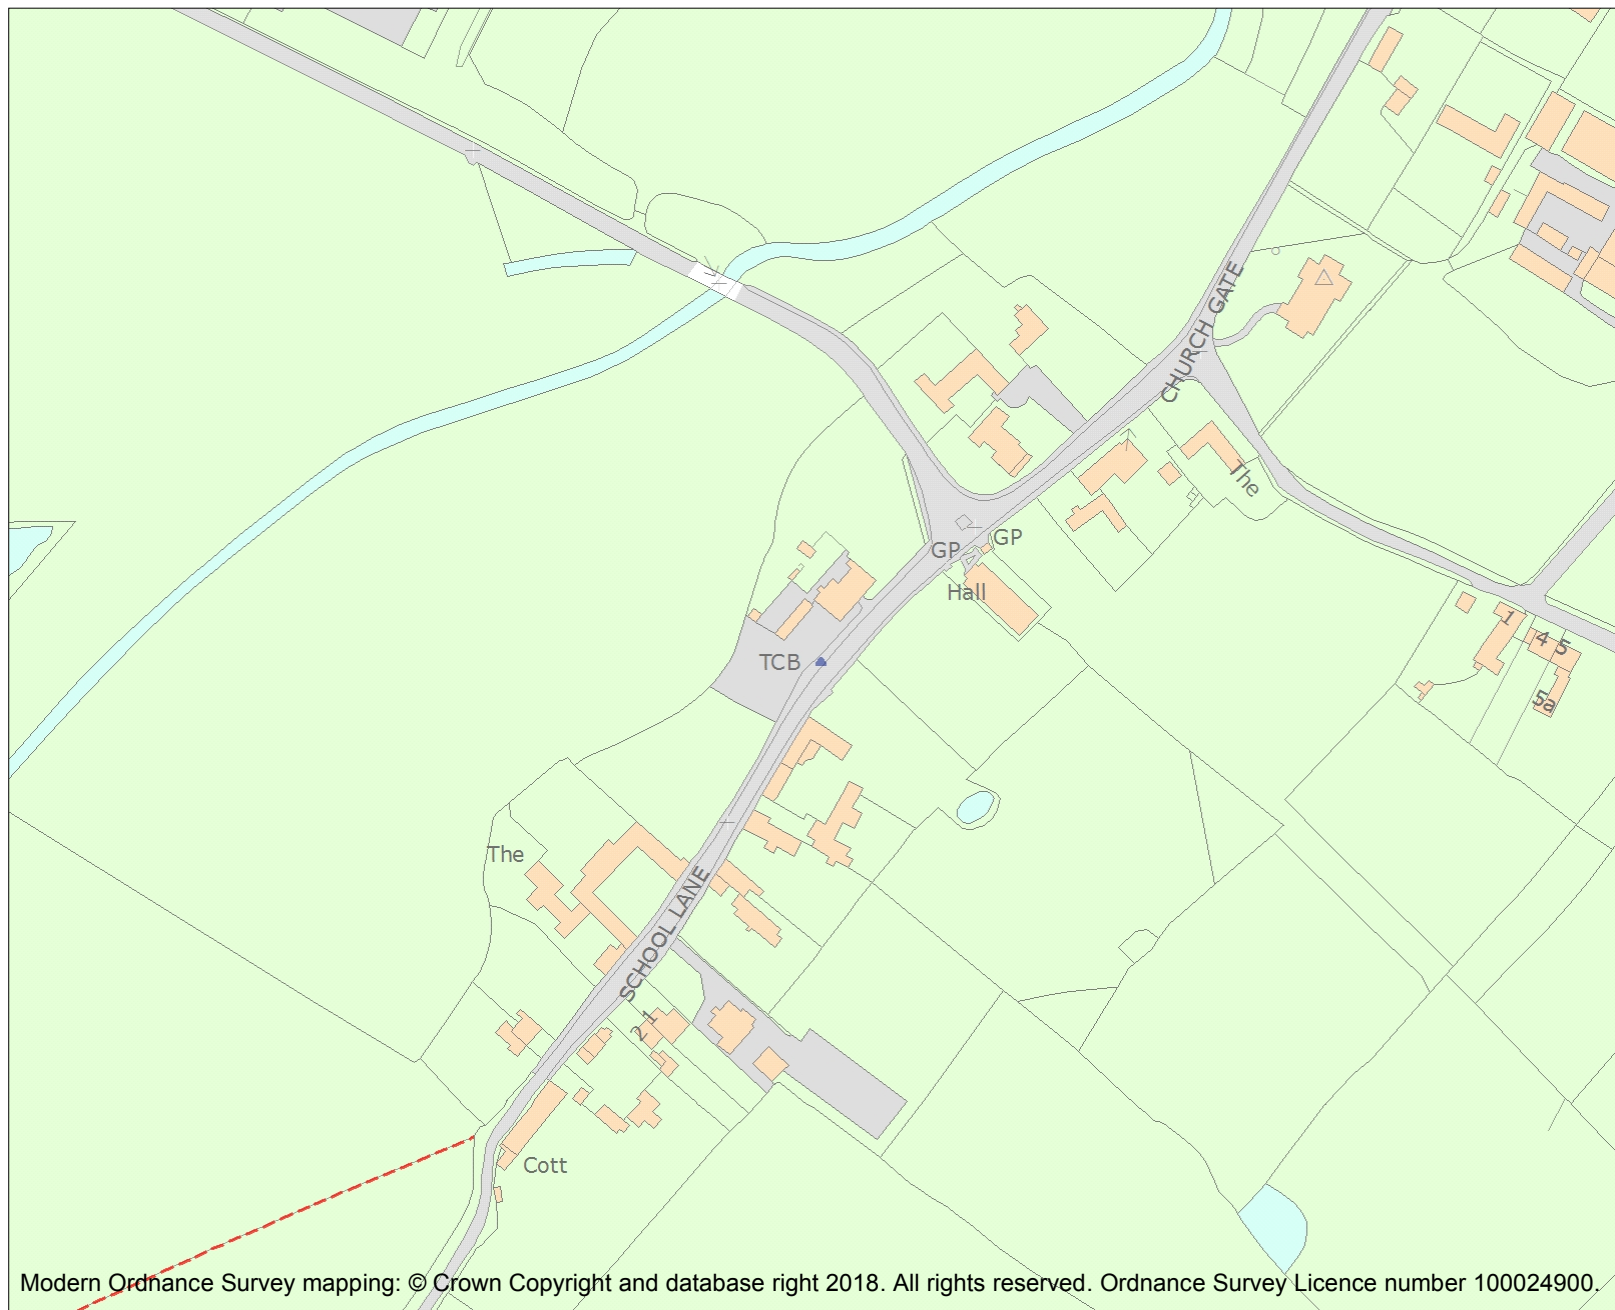 CHURCH GATE
The
GP
GP
Hall
1
4
5
5a
TCB
The
SCHOOL LANE
2 1
Cott
Modern Ordnance Survey mapping: © Crown Copyright and database right 2018. All rights reserved. Ordnance Survey Licence number 100024900.